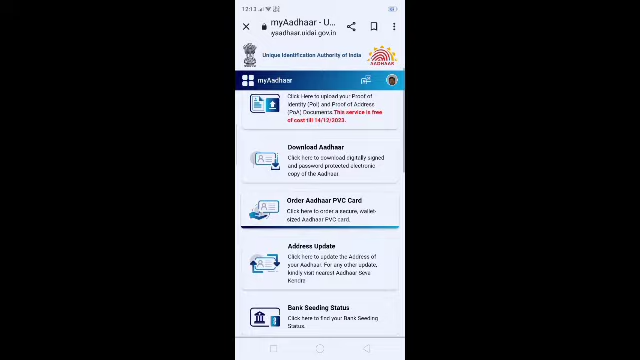 12:13
myAadhaar - U...
yaadhaar.uidai.gov.in
Unique Identification Authority of India
AADHAAR
myAadhaar
Click Here to upload your Proof of
Identity (PoI) and Proof of Address
(PoA) Documents. This service is free
of cost till 14/12/2023.
Download Aadhaar
Click here to download digitally signed
and password protected electronic
copy of the Aadhaar.
Order Aadhaar PVC Card
Click here to order a secure, wallet-
sized Aadhaar PVC card.
Address Update
Click here to update the Address of
your Aadhaar. For any other update,
kindly visit nearest Aadhaar Seva
Kendra
Bank Seeding Status
Click here to find your Bank Seeding
Status.